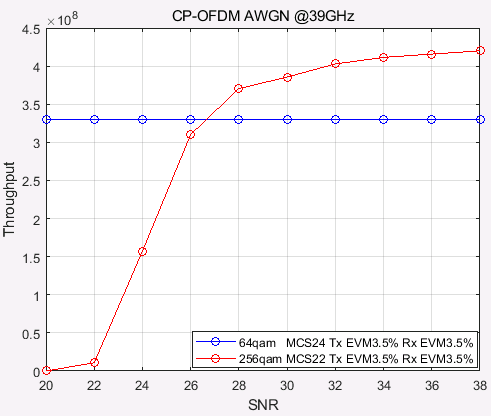 CP-OFDM AWGN @39GHz
×10⁸
4.5
4
3.5
3
2.5
2
1.5
1
0.5
0
Throughput
64qam MCS24 Tx EVM3.5% Rx EVM3.5%
256qam MCS22 Tx EVM3.5% Rx EVM3.5%
20 22 24 26 28 30 32 34 36 38
SNR